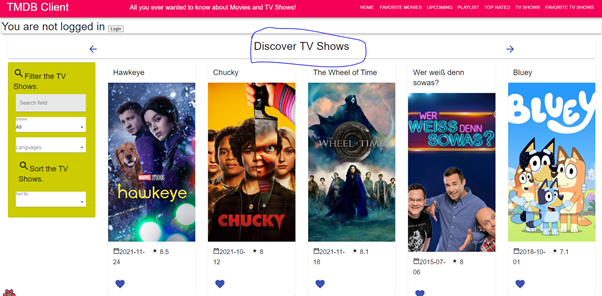 TMDB Client
All you ever wanted to know about Movies and TV Shows!
HOME FAVORITE MOVIES UPCOMING PLAYLIST TOP RATED TV SHOWS FAVORITE TV SHOWS
You are not logged in Login
Discover TV Shows
Filter the TV
Shows.
Search field
Genre
All
Languages
Sort the TV
Shows.
Sort By
Hawkeye
MARVEL STUDIOS
hawkeye
2021-11-
24
8.5
Chucky
CHUCKY
2021-10-
12
8
The Wheel of Time
THE
WHEEL OF TIME
2021-11-
18
8.1
Wer weiß denn
sowas?
WER
WEISS DENN
SOWAS?
2015-07-
06
8
Bluey
BLUEY
2018-10-
01
7.1